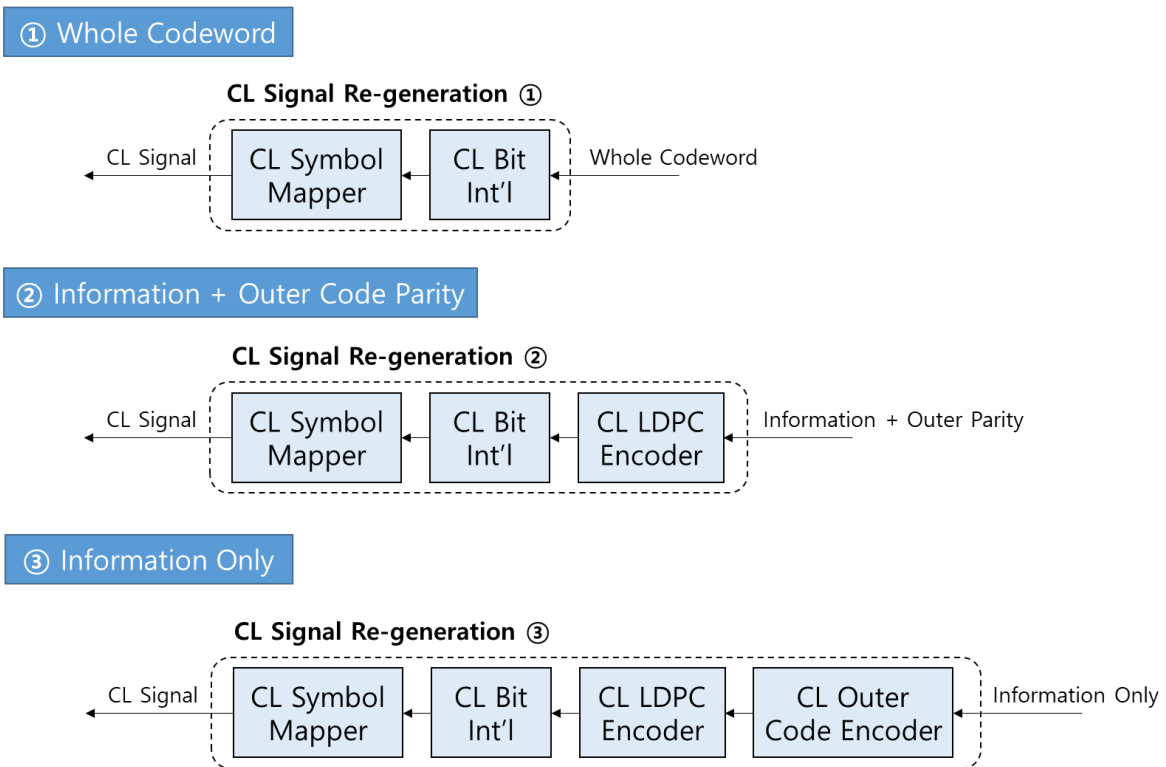 ① Whole Codeword
CL Signal Re-generation ①
CL Signal
CL Symbol
Mapper
CL Bit
Int'l
Whole Codeword
② Information + Outer Code Parity
CL Signal Re-generation ②
CL Signal
CL Symbol
Mapper
CL Bit
Int'l
CL LDPC
Encoder
Information + Outer Parity
③ Information Only
CL Signal Re-generation ③
CL Signal
CL Symbol
Mapper
CL Bit
Int'l
CL LDPC
Encoder
CL Outer
Code Encoder
Information Only